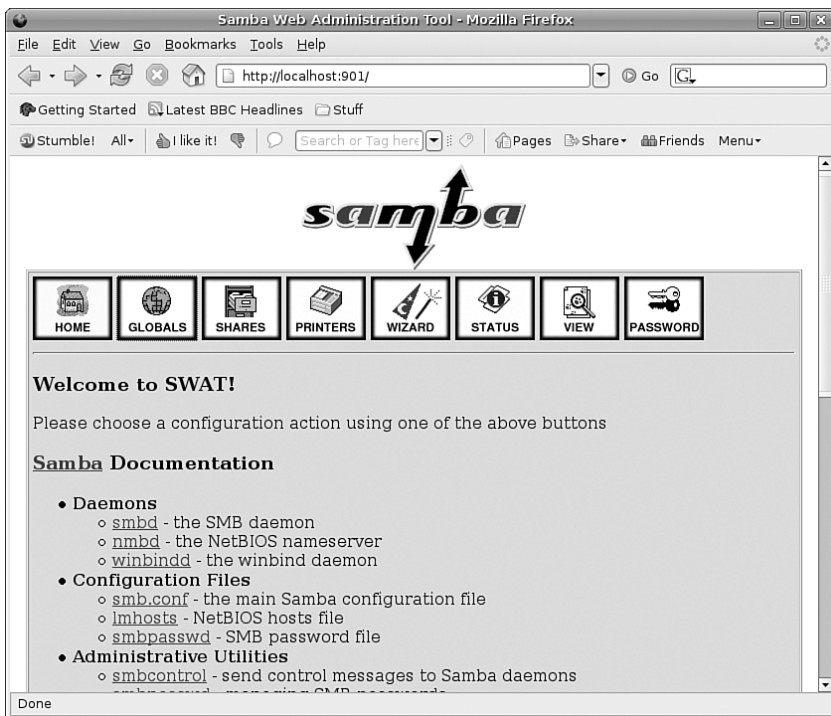 Samba Web Administration Tool - Mozilla Firefox
File Edit View Go Bookmarks Tools Help
http://localhost:901/ Go G
Getting Started Latest BBC Headlines Stuff
Stumble! All I like it! Search or Tag here Pages Share Friends Menu
samba
HOME GLOBALS SHARES PRINTERS WIZARD STATUS VIEW PASSWORD
Welcome to SWAT!
Please choose a configuration action using one of the above buttons
Samba Documentation
Daemons
smbd - the SMB daemon
nmbd - the NetBIOS nameserver
winbindd - the winbind daemon
Configuration Files
smb.conf - the main Samba configuration file
lmhosts - NetBIOS hosts file
smbpasswd - SMB password file
Administrative Utilities
smbcontrol - send control messages to Samba daemons
smbpasswd - managing SMB passwords
Done